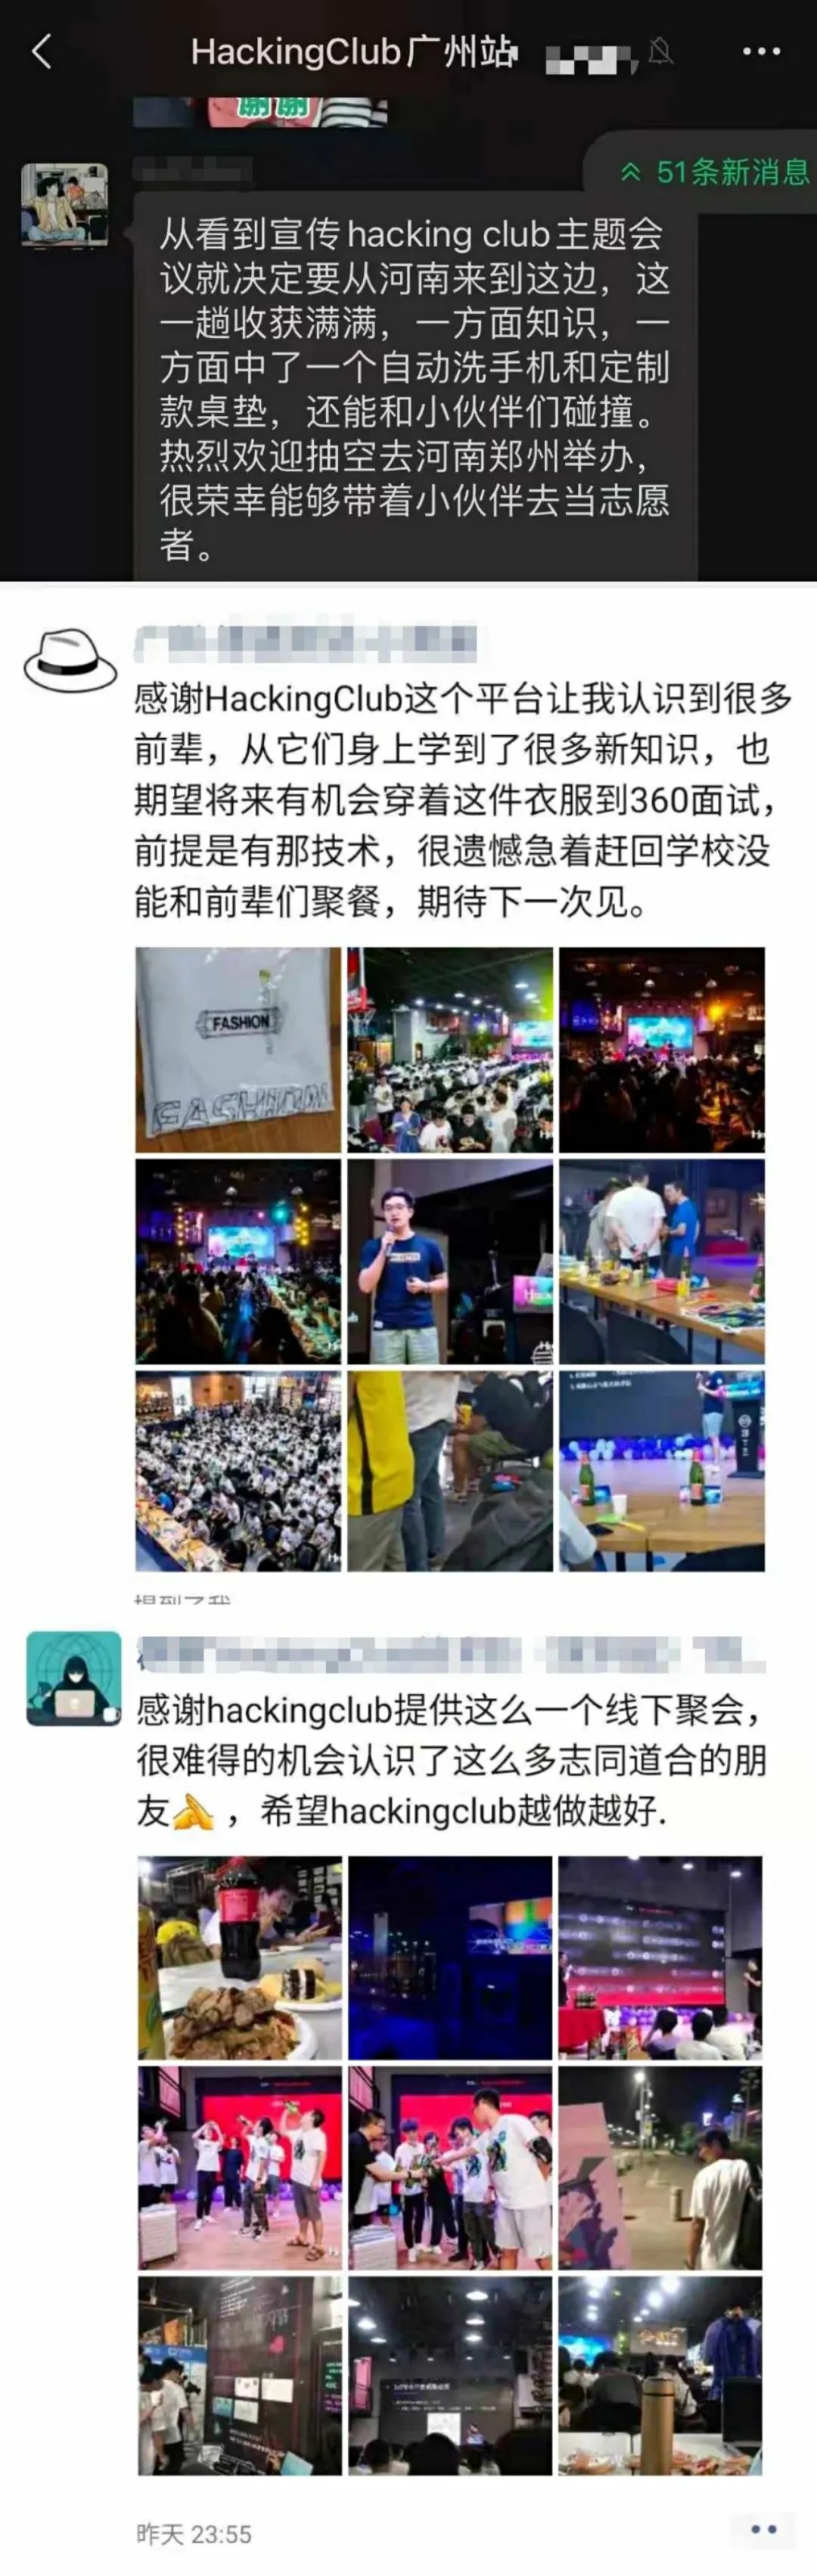 HackingClub广州站
谢谢
51条新消息
从看到宣传hacking club主题会
议就决定要从河南来到这边，这
一趟收获满满，一方面知识，一
方面中了一个自动洗手机和定制
款桌垫，还能和小伙伴们碰撞。
热烈欢迎抽空去河南郑州举办，
很荣幸能够带着小伙伴去当志愿
者。
感谢HackingClub这个平台让我认识到很多
前辈，从它们身上学到了很多新知识，也
期望将来有机会穿着这件衣服到360面试，
前提是有那技术，很遗憾急着赶回学校没
能和前辈们聚餐，期待下一次见。
FASHION
FASHION
提到了我
感谢hackingclub提供这么一个线下聚会，
很难得的机会认识了这么多志同道合的朋
友，希望hackingclub越做越好.
昨天 23:55